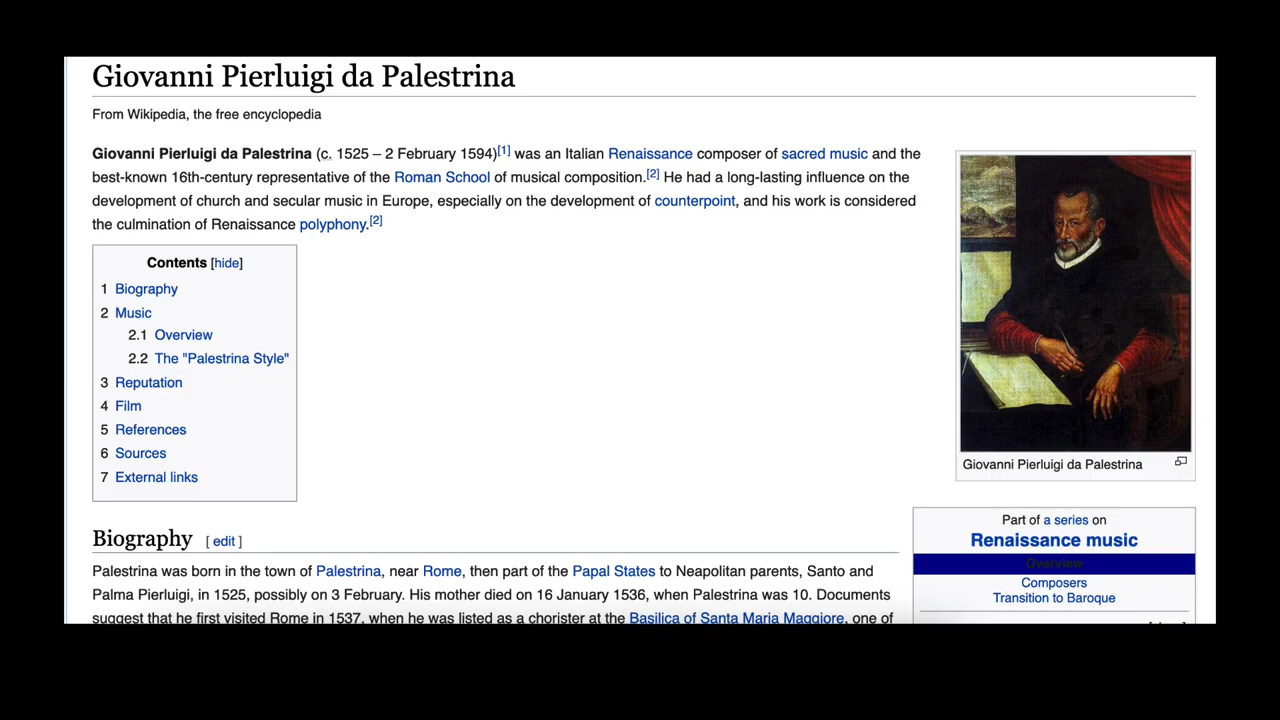 Giovanni Pierluigi da Palestrina
From Wikipedia, the free encyclopedia
Giovanni Pierluigi da Palestrina (c. 1525 – 2 February 1594)[1] was an Italian Renaissance composer of sacred music and the
best-known 16th-century representative of the Roman School of musical composition.[2] He had a long-lasting influence on the
development of church and secular music in Europe, especially on the development of counterpoint, and his work is considered
the culmination of Renaissance polyphony.[2]
Contents [hide]
1 Biography
2 Music
2.1 Overview
2.2 The "Palestrina Style"
3 Reputation
4 Film
5 References
6 Sources
7 External links
Giovanni Pierluigi da Palestrina
Biography [ edit ]
Palestrina was born in the town of Palestrina, near Rome, then part of the Papal States to Neapolitan parents, Santo and
Palma Pierluigi, in 1525, possibly on 3 February. His mother died on 16 January 1536, when Palestrina was 10. Documents
suggest that he first visited Rome in 1537, when he was listed as a chorister at the Basilica of Santa Maria Maggiore, one of
Part of a series on
Renaissance music
Overview
Composers
Transition to Baroque